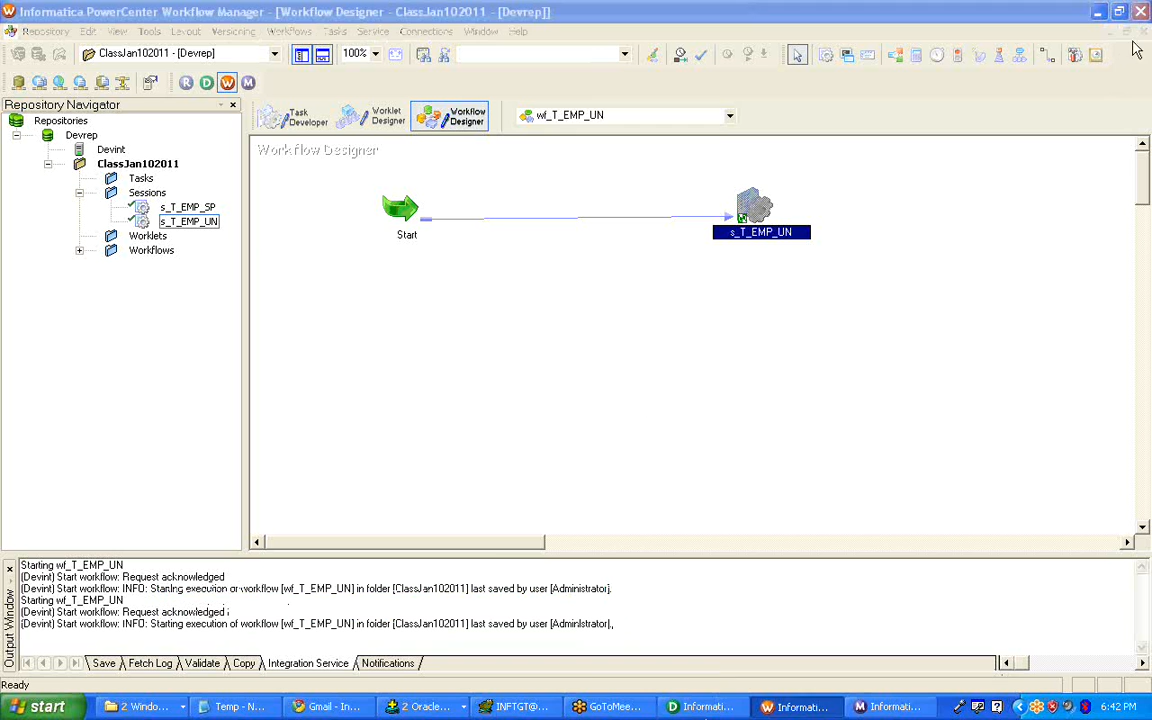 Informatica PowerCenter Workflow Manager - [Workflow Designer - ClassJan102011 - [Devrep]]
Repository Edit View Tools Layout Versioning Workflows Tasks Service Connections Window Help
ClassJan102011 - [Devrep] 100%
R D W M
Repository Navigator
Repositories
Devrep
Devint
ClassJan102011
Tasks
Sessions
s_T_EMP_SP
s_T_EMP_UN
Worklets
Workflows
Task Developer
Worklet Designer
Workflow Designer
wf_T_EMP_UN
Workflow Designer
Start
s_T_EMP_UN
Output Window
Starting wf_T_EMP_UN
(Devint) Start workflow: Request acknowledged
(Devint) Start workflow: INFO: Starting execution of workflow [wf_T_EMP_UN] in folder [ClassJan102011] last saved by user [Administrator].
Starting wf_T_EMP_UN
(Devint) Start workflow: Request acknowledged
(Devint) Start workflow: INFO: Starting execution of workflow [wf_T_EMP_UN] in folder [ClassJan102011] last saved by user [Administrator].
Save Fetch Log Validate Copy Integration Service Notifications
Ready
start 2 Windo... Temp - N... Gmail - In... 2 Oracle... INFTGT@... GoToMee... Informati... Informati... Informati... 6:42 PM